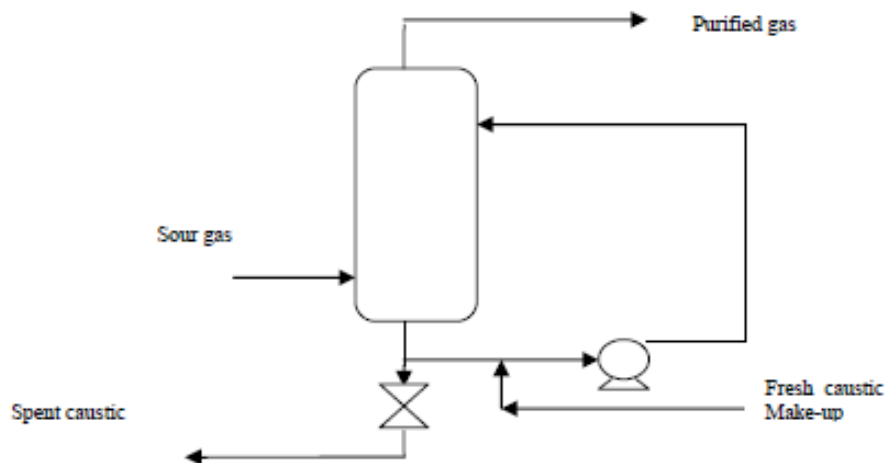 Purified gas
Sour gas
Fresh caustic
Make-up
Spent caustic